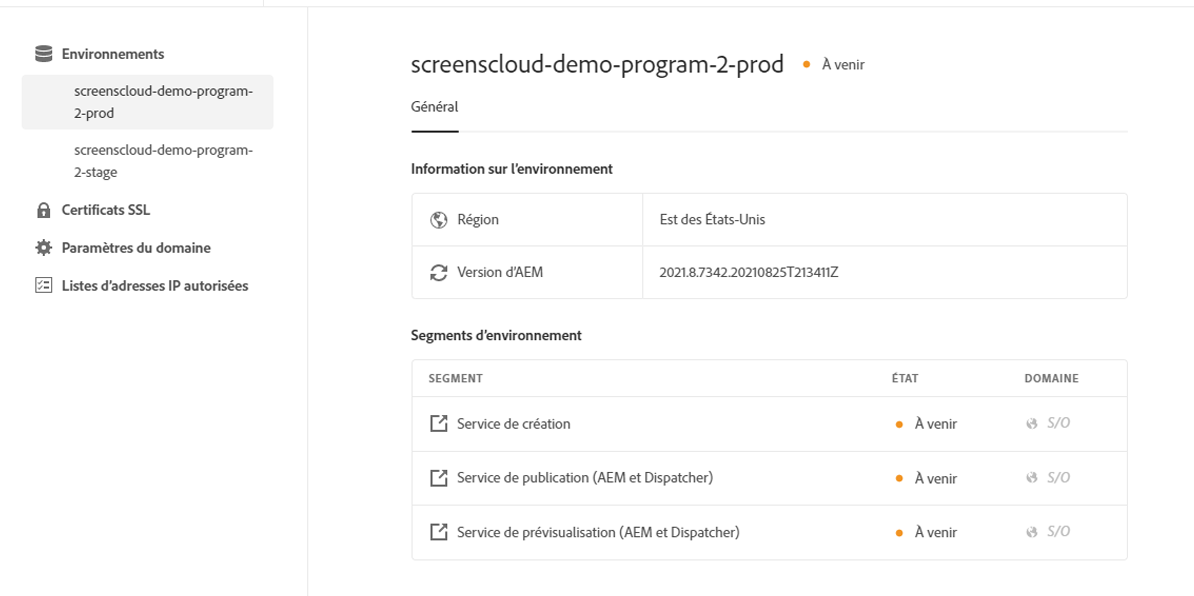 Environnements
screenscloud-demo-program-
2-prod
screenscloud-demo-program-
2-stage
Certificats SSL
Paramètres du domaine
Listes d’adresses IP autorisées
screenscloud-demo-program-2-prod À venir
Général
Information sur l’environnement
Région Est des États-Unis
Version d’AEM 2021.8.7342.20210825T213411Z
Segments d’environnement
SEGMENT ÉTAT DOMAINE
Service de création À venir S/O
Service de publication (AEM et Dispatcher) À venir S/O
Service de prévisualisation (AEM et Dispatcher) À venir S/O